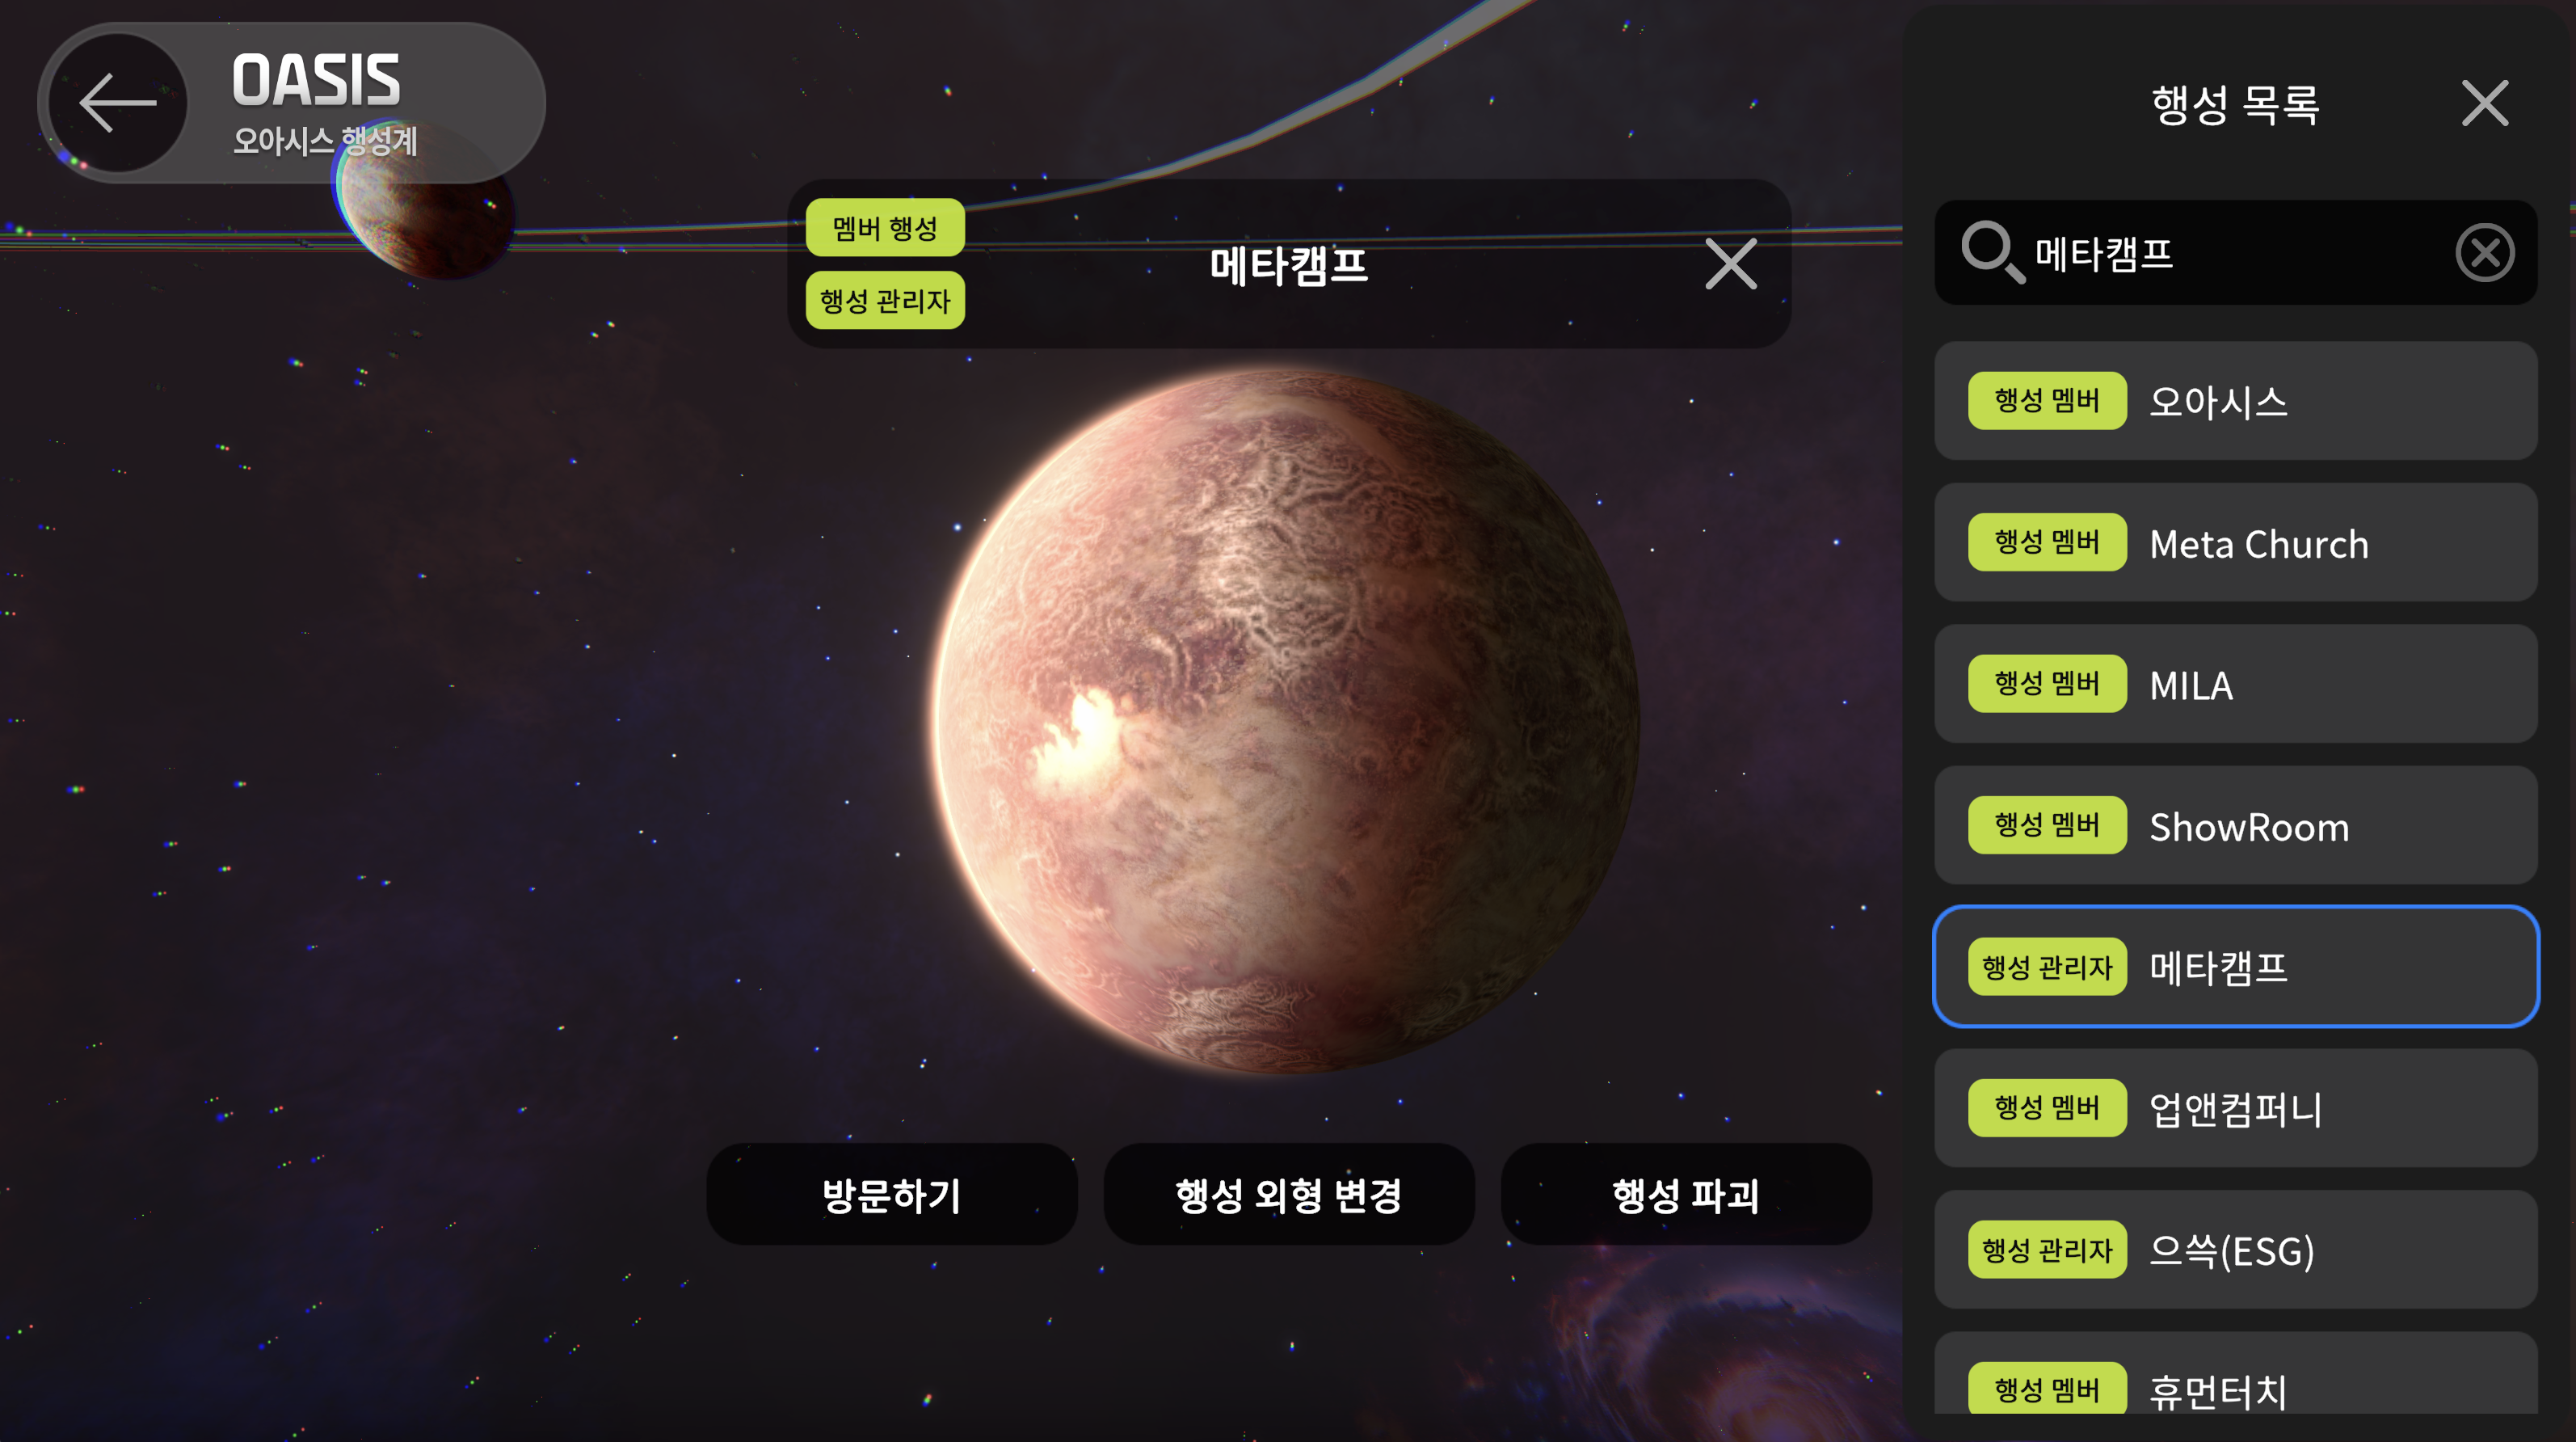 OASIS
오아시스 행성계
멤버 행성
행성 관리자
메타캠프
방문하기
행성 외형 변경
행성 파괴
행성 목록
메타캠프
행성 멤버 오아시스
행성 멤버 Meta Church
행성 멤버 MILA
행성 멤버 ShowRoom
행성 관리자 메타캠프
행성 멤버 업앤컴퍼니
행성 관리자 으쓱(ESG)
행성 멤버 휴먼터치